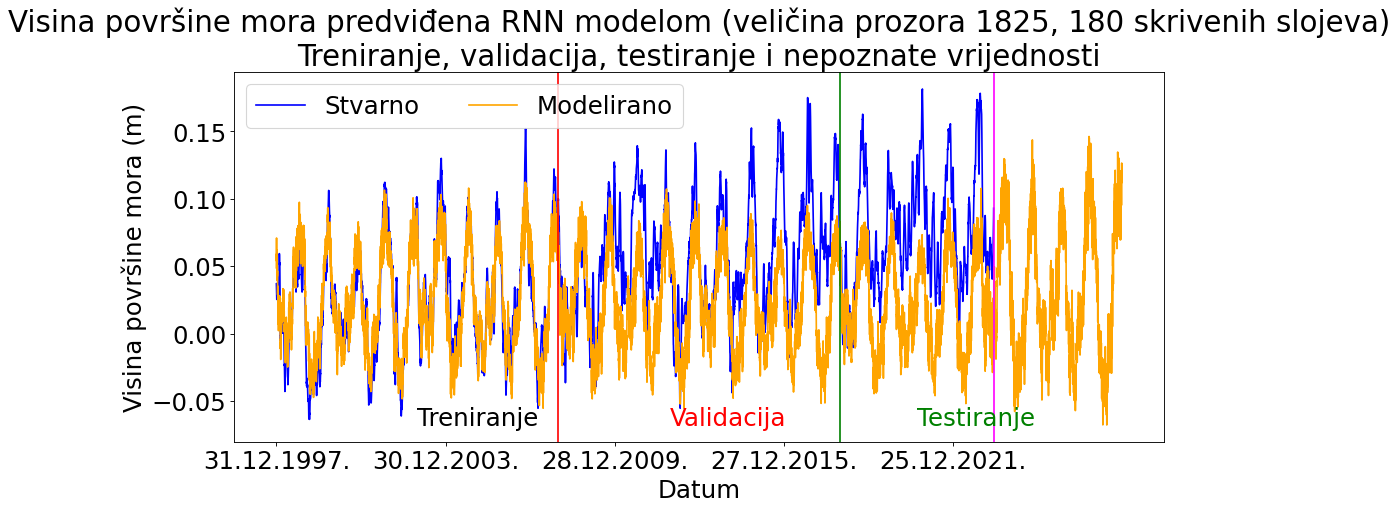 Visina površine mora predviđena RNN modelom (veličina prozora 1825, 180 skrivenih slojeva)
Treniranje, validacija, testiranje i nepoznate vrijednosti
Stvarno Modelirano
Visina površine mora (m)
0.15
0.10
0.05
0.00
−0.05
Treniranje Validacija Testiranje
31.12.1997. 30.12.2003. 28.12.2009. 27.12.2015. 25.12.2021.
Datum